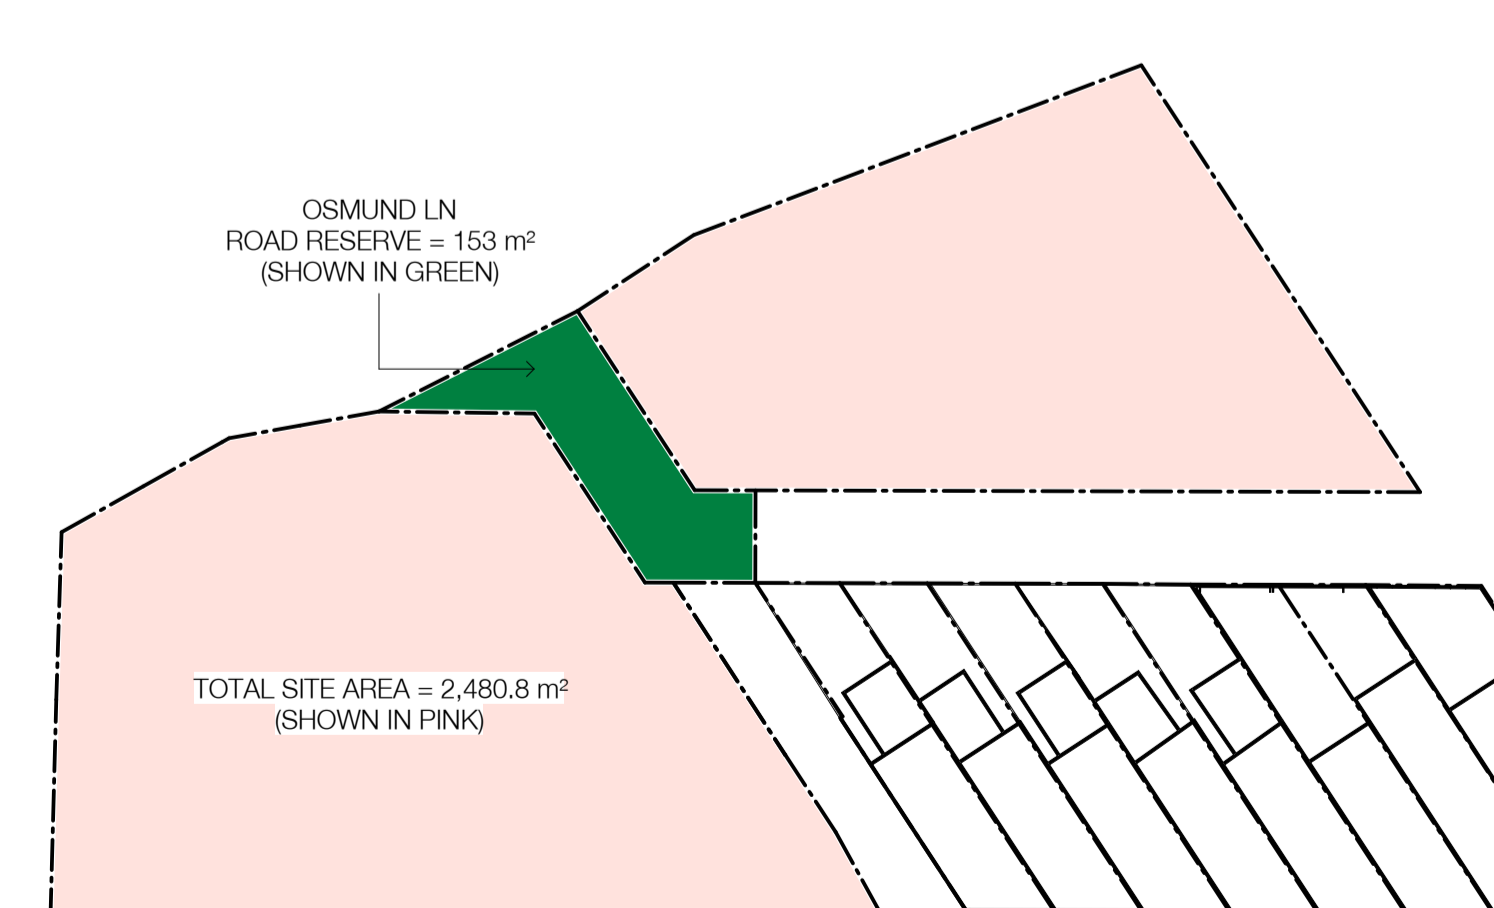 OSMUND LN
ROAD RESERVE = 153 m²
(SHOWN IN GREEN)
TOTAL SITE AREA = 2,480.8 m²
(SHOWN IN PINK)